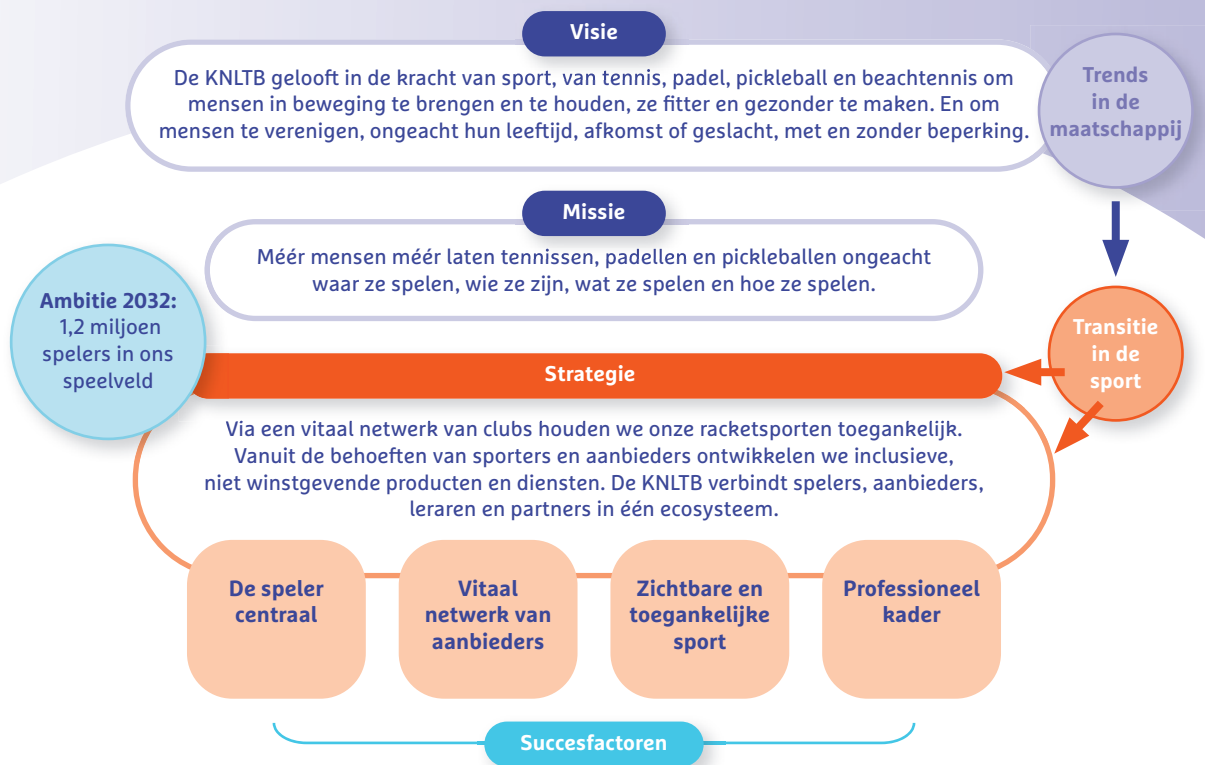 Visie
De KNLTB gelooft in de kracht van sport, van tennis, padel, pickleball en beachtennis om
mensen in beweging te brengen en te houden, ze fitter en gezonder te maken. En om
mensen te verenigen, ongeacht hun leeftijd, afkomst of geslacht, met en zonder beperking.
Trends
in de
maatschappij
Missie
Méér mensen méér laten tennissen, padellen en pickleballen ongeacht
waar ze spelen, wie ze zijn, wat ze spelen en hoe ze spelen.
Ambitie 2032:
1,2 miljoen
spelers in ons
speelveld
Transitie
in de
sport
Strategie
Via een vitaal netwerk van clubs houden we onze racketsporten toegankelijk.
Vanuit de behoeften van sporters en aanbieders ontwikkelen we inclusieve,
niet winstgevende producten en diensten. De KNLTB verbindt spelers, aanbieders,
leraren en partners in één ecosysteem.
De speler
centraal
Vitaal
netwerk van
aanbieders
Zichtbare en
toegankelijke
sport
Professioneel
kader
Succesfactoren